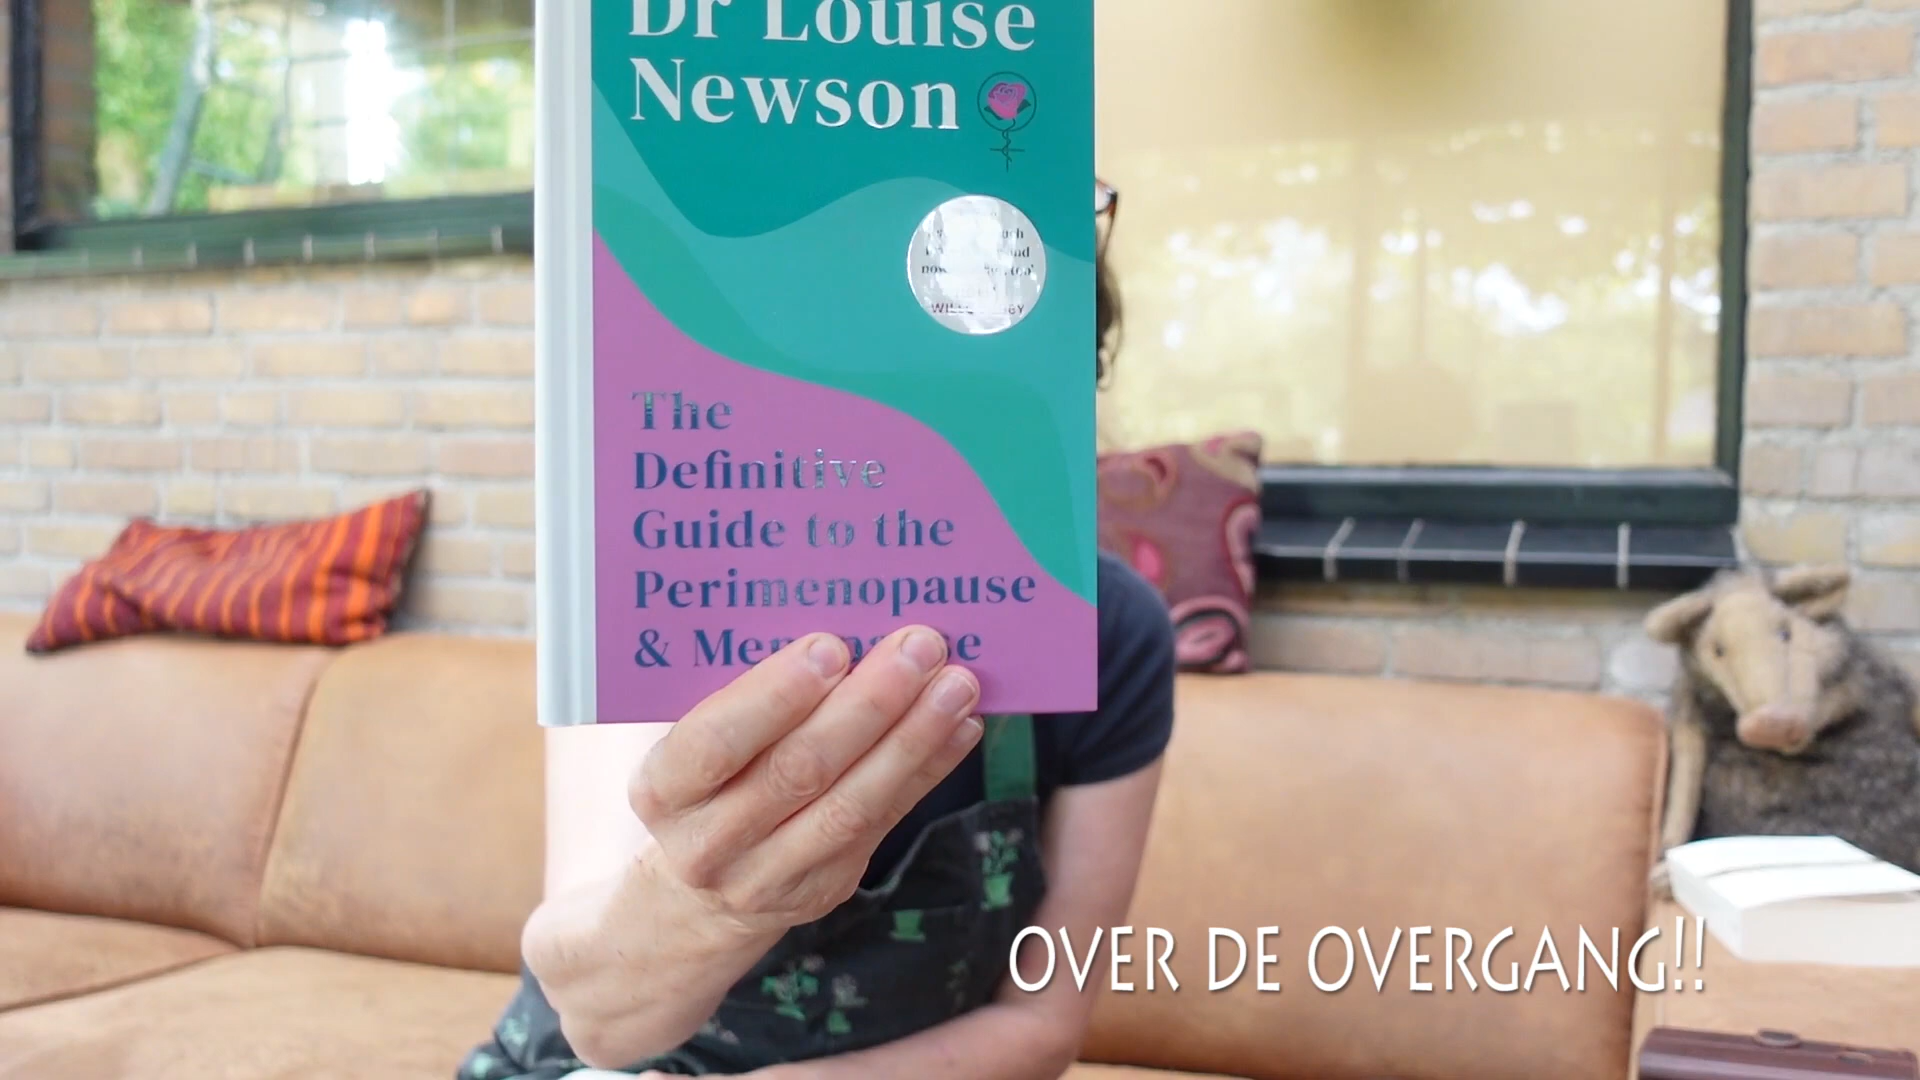 Dr Louise
Newson
The
Definitive
Guide to the
Perimenopause
&
OVER DE OVERGANG!!